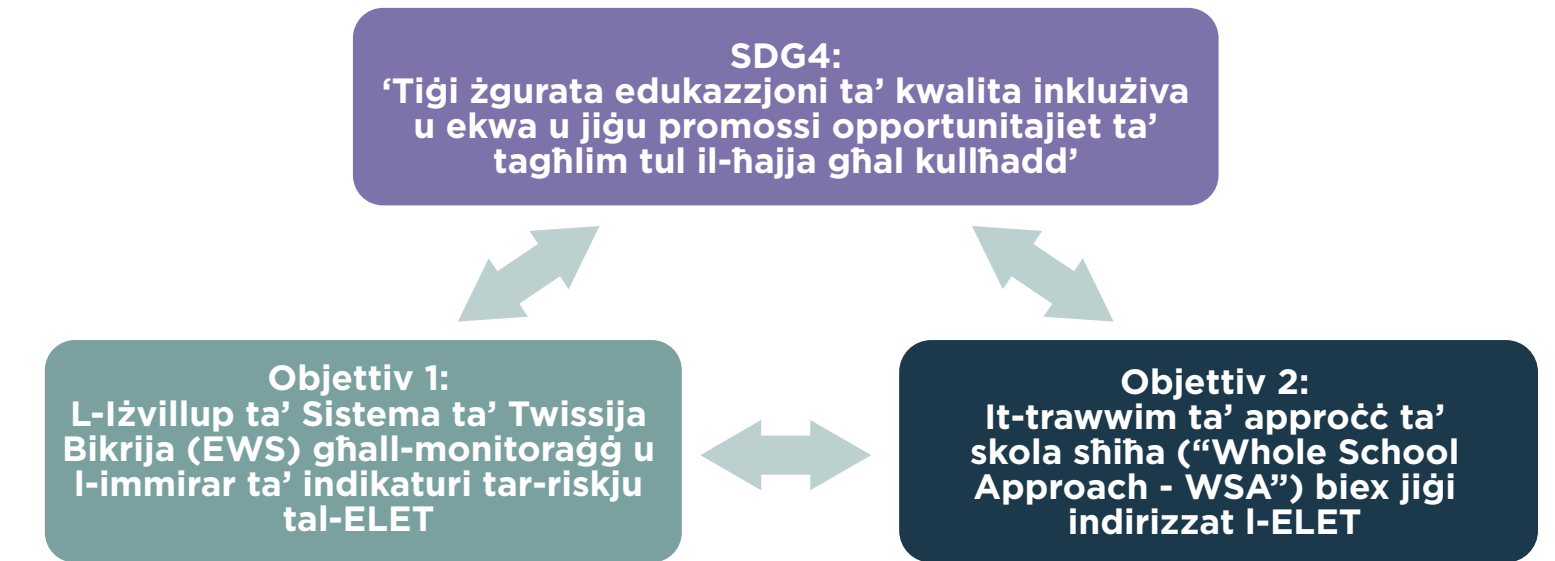 SDG4:
‘Tiġi żgurata edukazzjoni ta’ kwalita inklużiva
u ekwa u jiġu promossi opportunitajiet ta’
tagħlim tul il-ħajja għal kullħadd’
Objettiv 1:
L-Iżvillup ta’ Sistema ta’ Twissija
Bikrija (EWS) għall-monitoraġġ u
l-immirar ta’ indikaturi tar-riskju
tal-ELET
Objettiv 2:
It-trawwim ta’ approċċ ta’
skola sħiħa (“Whole School
Approach - WSA”) biex jiġi
indirizzat l-ELET